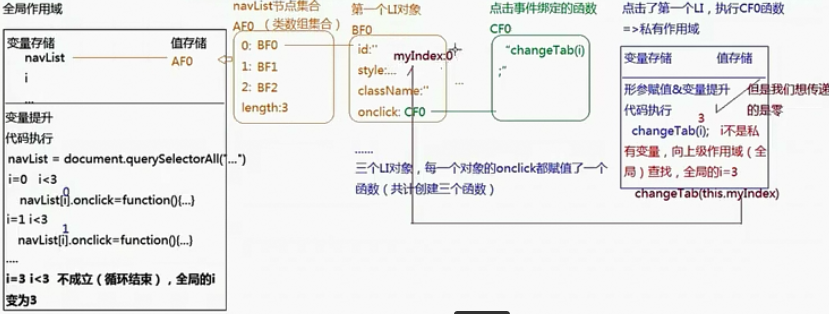 全局作用域
变量存储 值存储
navList AF0
i
...
变量提升
代码执行
navList = document.querySelectorAll("...")
i=0 i<3
0
navList[i].onclick=function(){...}
i=1 i<3
1
navList[i].onclick=function(){...}
....
i=3 i<3 不成立（循环结束），全局的i
变为3
navList节点集合
AF0 （类数组集合）
0: BF0
1: BF1
2: BF2
length:3
第一个LI对象
BF0
id:''
myIndex:0
style:...
className:''
onclick: CF0
...
......
三个LI对象，每一个对象的onclick都赋值了一个
函数（共计创建三个函数）
点击事件绑定的函数
CF0
"changeTab(i)
;"
点击了第一个LI，执行CF0函数
=>私有作用域
变量存储 值存储
形参赋值&变量提升
代码执行
3
changeTab(i); i不是私
有变量，向上级作用域（全
局）查找，全局的i=3
但是我们想传递
的是零
changeTab(this.myIndex)